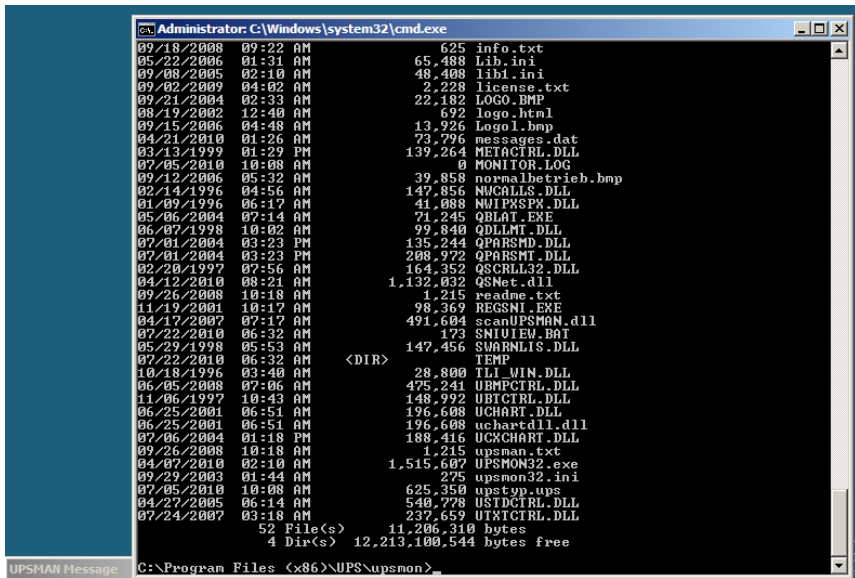 Administrator: C:\Windows\system32\cmd.exe
09/18/2008 09:22 AM 625 info.txt
05/22/2006 01:31 AM 65,488 Lib.ini
09/08/2005 02:10 AM 48,408 lib1.ini
09/02/2009 04:02 AM 2,228 license.txt
09/21/2004 02:33 AM 22,182 LOGO.BMP
08/19/2002 12:40 AM 692 logo.html
09/15/2006 04:48 AM 13,926 Logo1.bmp
04/21/2010 01:26 AM 73,796 messages.dat
03/13/1999 01:29 PM 139,264 METACTRL.DLL
07/05/2010 10:08 AM 0 MONITOR.LOG
09/12/2006 05:32 AM 39,858 normalbetrieb.bmp
02/14/1996 04:56 AM 147,856 NWCALLS.DLL
01/09/1996 06:17 AM 41,088 NWIPXSPX.DLL
05/06/2004 07:14 AM 71,245 QBLAT.EXE
06/07/1998 10:02 AM 99,840 QDLLMT.DLL
07/01/2004 03:23 PM 135,244 QPARSMD.DLL
07/01/2004 03:23 PM 208,972 QPARSMT.DLL
02/20/1997 07:56 AM 164,352 QSCRLL32.DLL
04/12/2010 08:21 AM 1,132,032 QSNet.dll
09/26/2008 10:18 AM 1,215 readme.txt
11/19/2001 10:17 AM 98,369 REGSNI.EXE
04/17/2007 07:17 AM 491,604 scanUPSMAN.dll
07/22/2010 06:32 AM 173 SNIVIEW.BAT
05/29/1998 05:53 AM 147,456 SWARNLIS.DLL
07/22/2010 06:32 AM <DIR> TEMP
10/18/1996 03:40 AM 28,800 TLI_WIN.DLL
06/05/2008 07:06 AM 475,241 UBMPCTRL.DLL
11/06/1997 10:43 AM 148,992 UBTCTRL.DLL
06/25/2001 06:51 AM 196,608 UCHART.DLL
06/25/2001 06:51 AM 196,608 uchartdll.dll
07/06/2004 01:18 PM 188,416 UCXCHART.DLL
09/26/2008 10:18 AM 1,215 upsman.txt
04/07/2010 02:10 AM 1,515,607 UPSMON32.exe
09/29/2003 01:44 AM 275 upsmon32.ini
07/05/2010 10:08 AM 625,350 upstyp.ups
04/27/2005 06:14 AM 540,778 USTDCTRL.DLL
07/24/2007 03:18 AM 237,659 UTXTCTRL.DLL
52 File(s) 11,206,310 bytes
4 Dir(s) 12,213,100,544 bytes free
C:\Program Files (x86)\UPS\upsmon>_
UPSMAN Message